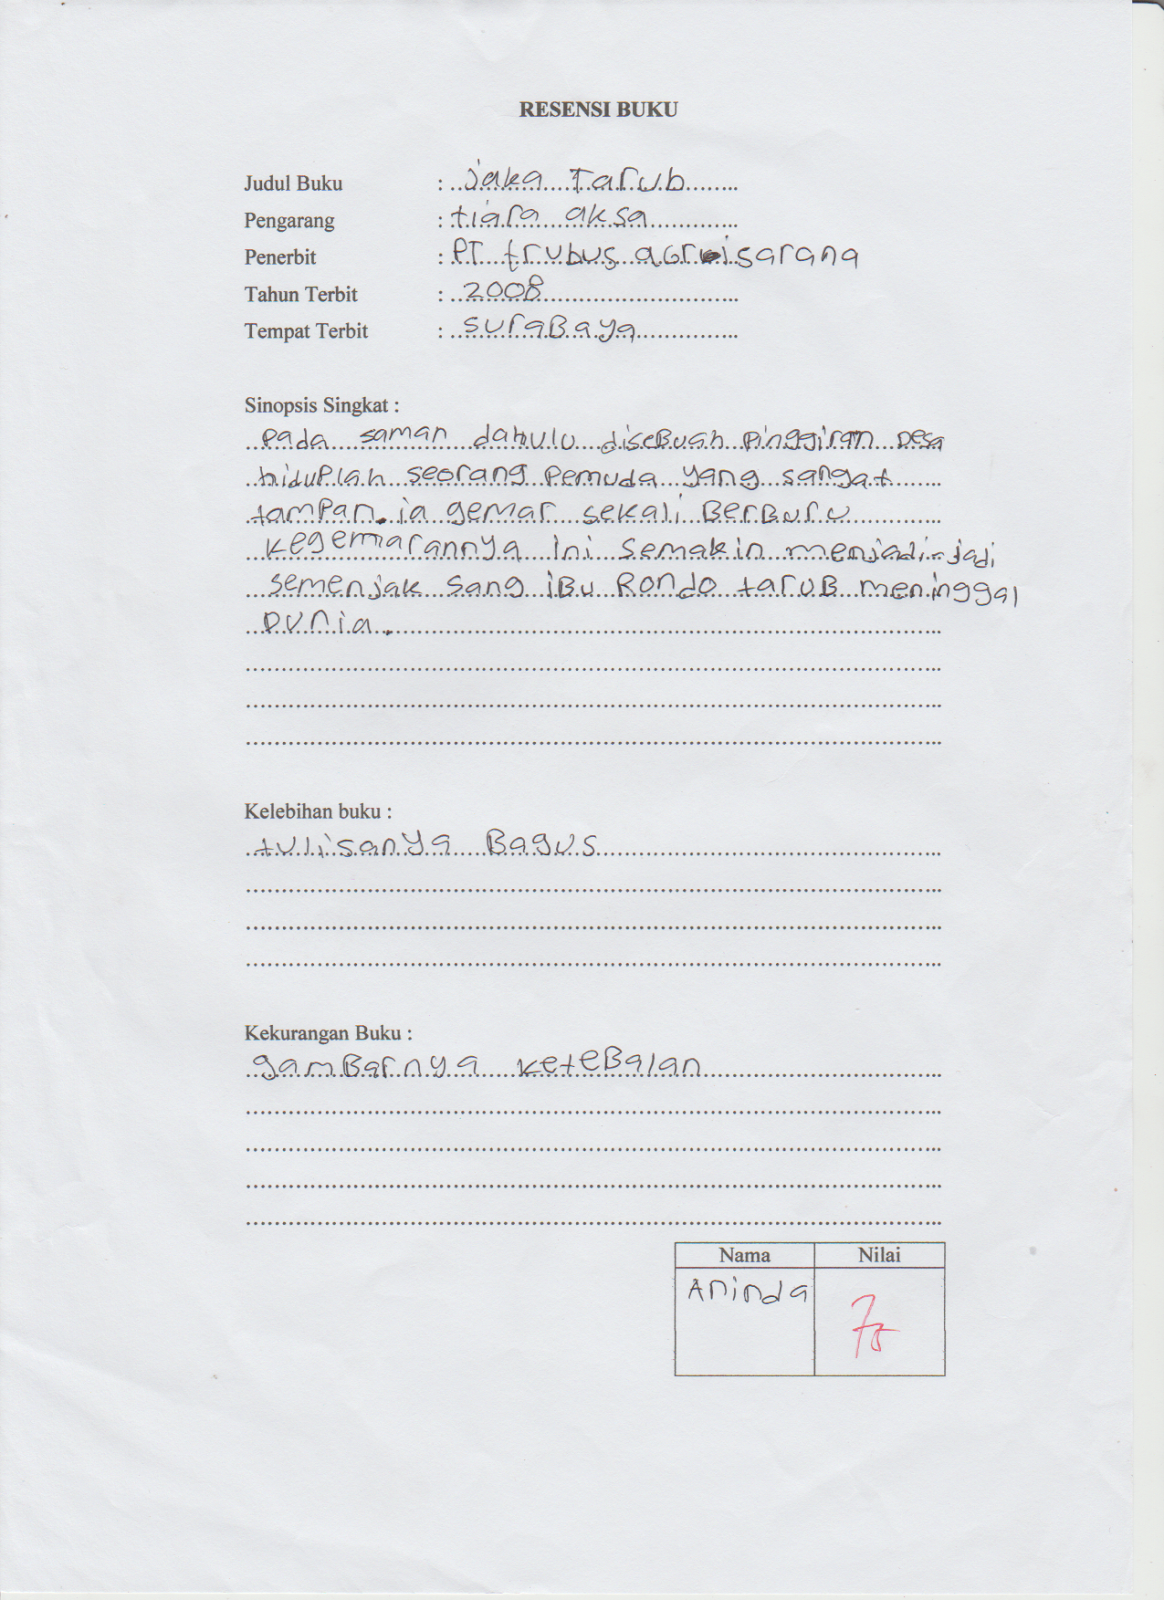 RESENSI BUKU
Judul Buku : jaka Tarub
Pengarang : tiara aksa
Penerbit : PT trubus agrisarana
Tahun Terbit : 2008
Tempat Terbit : suraBaya
Sinopsis Singkat :
Pada saman dahulu diseBuah Pinggiran Desa
hiduPlah seorang Pemuda yang sangat
tamPan. ia gemar sekali BerBuru
kegemarannya ini semakin menjadi-jadi
semenjak sang iBu Rondo taruB meninggal
Dunia.
Kelebihan buku :
tulisanya Bagus
Kekurangan Buku :
gamBarnya keteBalan
Nama Nilai
Aninda 75